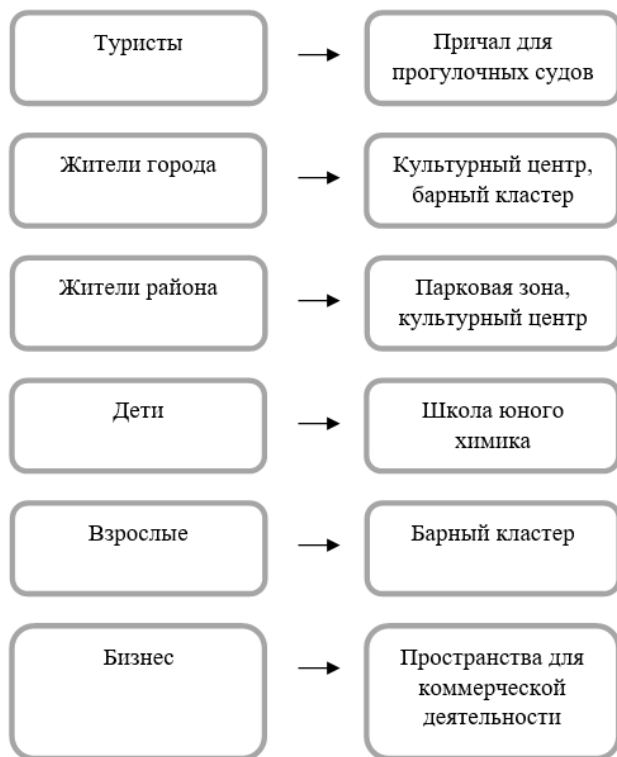 Туристы
Причал для
прогулочных судов
Жители города
Культурный центр,
барный кластер
Жители района
Парковая зона,
культурный центр
Дети
Школа юного
химика
Взрослые
Барный кластер
Бизнес
Пространства для
коммерческой
деятельности